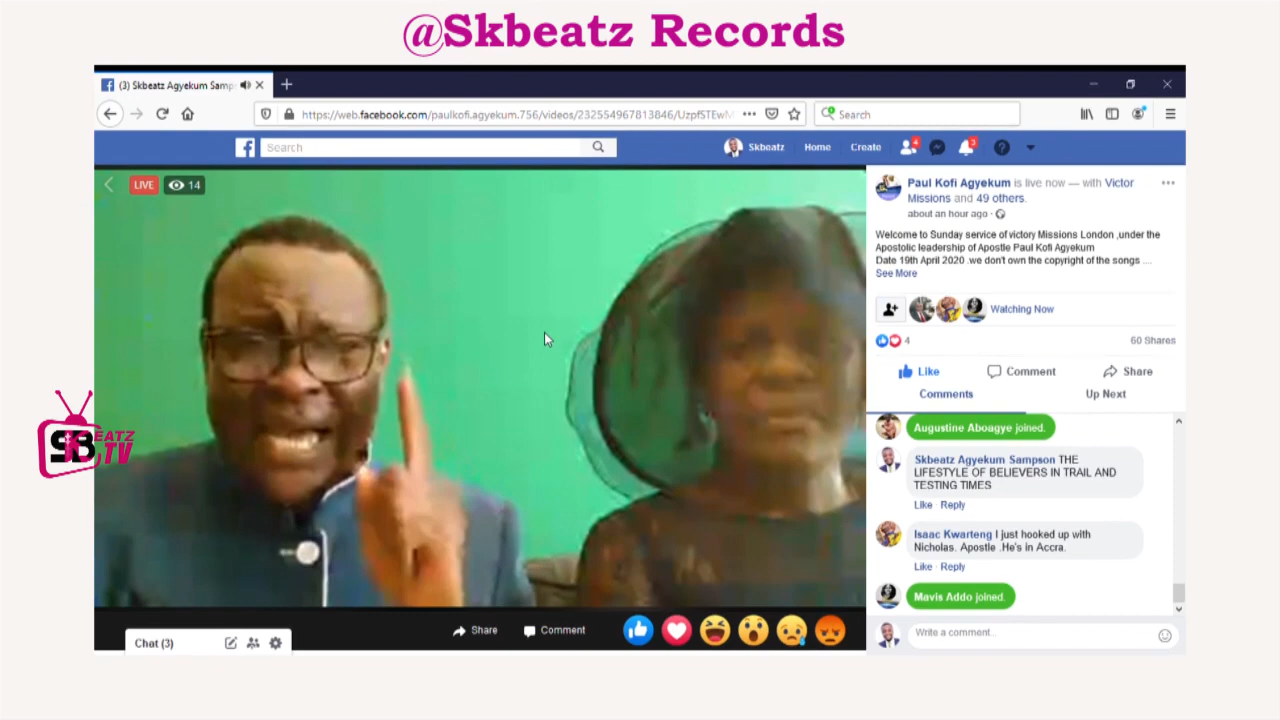 @Skbeatz Records
(3) Skbeatz Agyekum Samp
https://web.facebook.com/paulkofi.agyekum.756/videos/232554967813846/UzpfSTEwM
Search
Search
Skbeatz
Home
Create
4
3
LIVE
14
Paul Kofi Agyekum is live now — with Victor
Missions and 49 others.
about an hour ago ·
Welcome to Sunday service of victory Missions London ,under the
Apostolic leadership of Apostle Paul Kofi Agyekum
Date 19th April 2020 .we don't own the copyright of the songs ....
See More
Watching Now
4
60 Shares
Like
Comment
Share
Comments
Up Next
Augustine Aboagye joined.
Skbeatz Agyekum Sampson THE
LIFESTYLE OF BELIEVERS IN TRAIL AND
TESTING TIMES
Like · Reply
Isaac Kwarteng I just hooked up with
Nicholas. Apostle .He's in Accra.
Like · Reply
Mavis Addo joined.
Write a comment...
Share
Comment
Chat (3)
SKBEATZ
TV